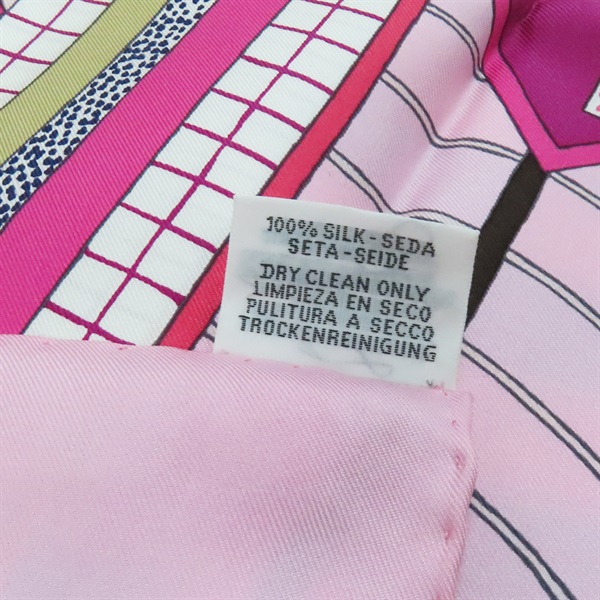 100% SILK-SEDA
SETA-SEIDE
DRY CLEAN ONLY
LIMPIEZA EN SECO
PULITURA A SECCO
TROCKENREINIGUNG